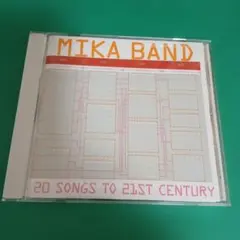 MIKA BAND
20 SONGS TO 21ST CENTURY